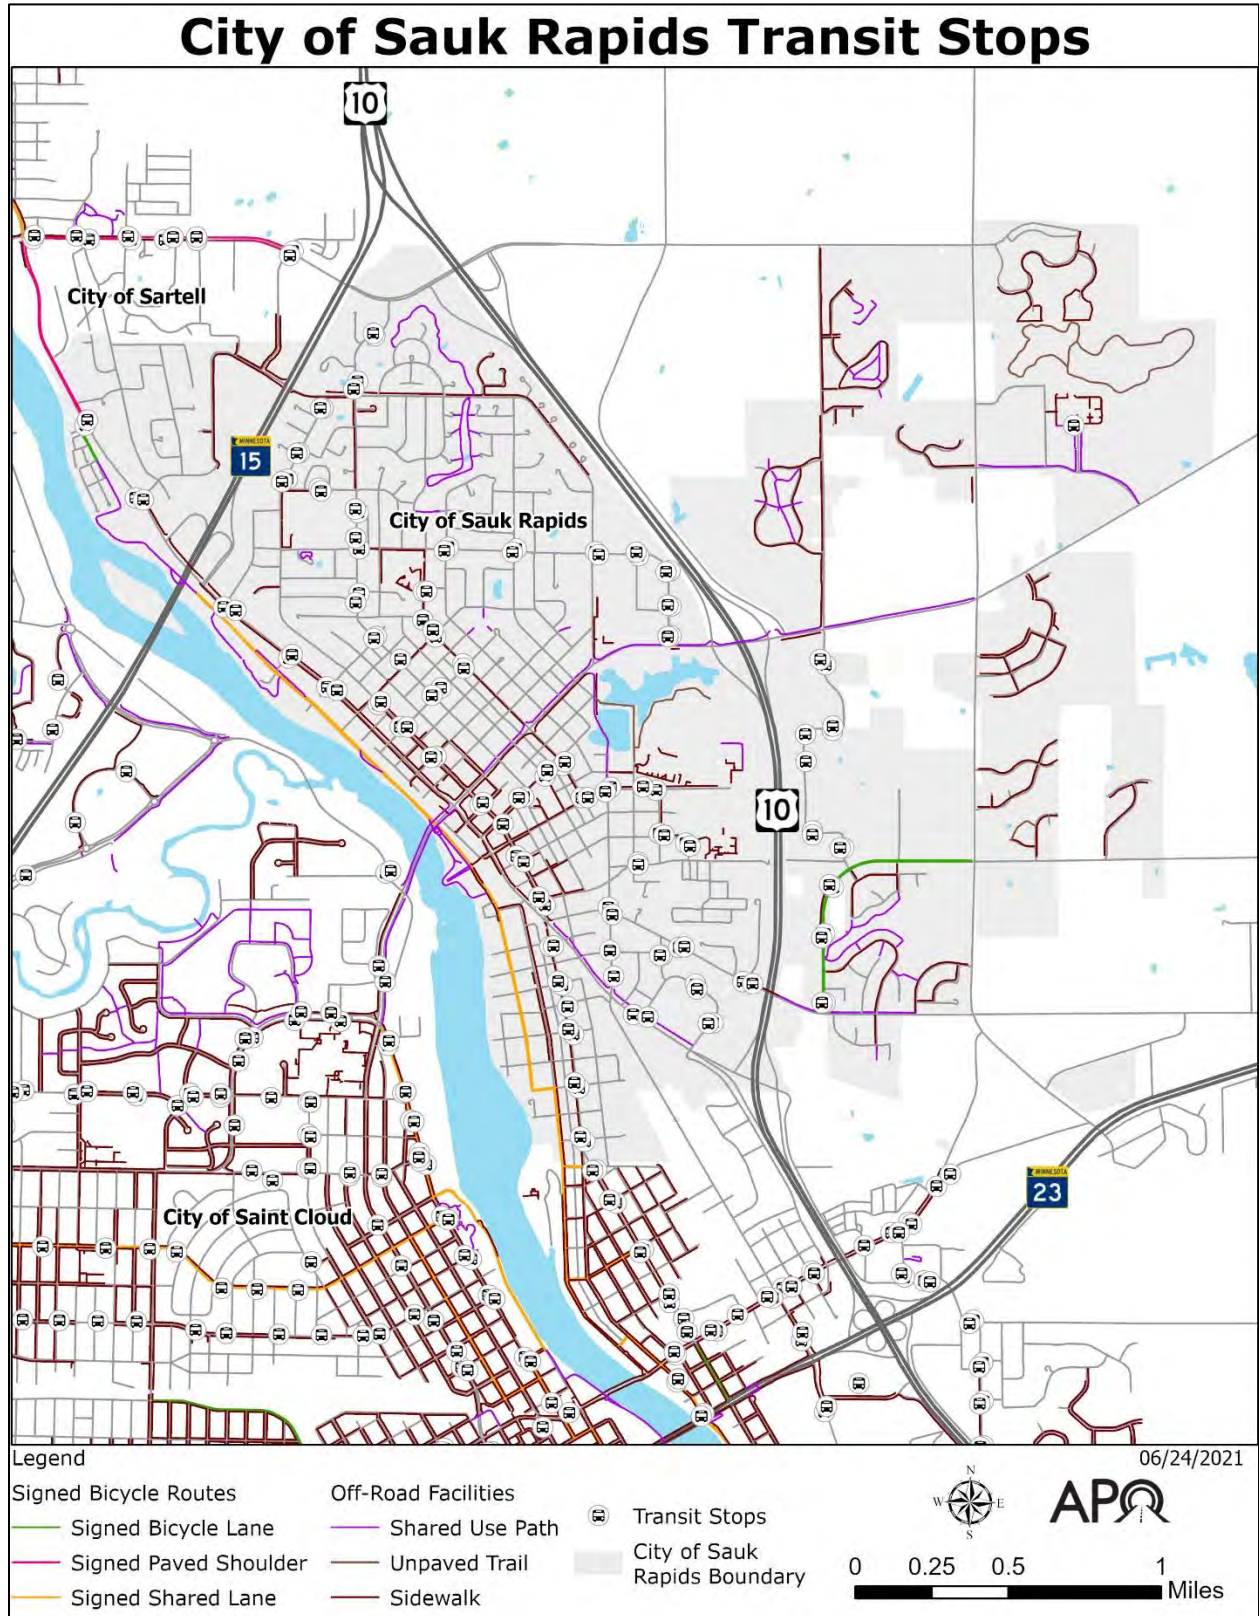 City of Sauk Rapids Transit Stops
10
City of Sartell
MINNESOTA
15
City of Sauk Rapids
10
MINNESOTA
23
City of Saint Cloud
Legend
06/24/2021
Signed Bicycle Routes
Signed Bicycle Lane
Signed Paved Shoulder
Signed Shared Lane
Off-Road Facilities
Shared Use Path
Unpaved Trail
Sidewalk
Transit Stops
City of Sauk
Rapids Boundary
N
W E
S
APO
0 0.25 0.5 1
Miles